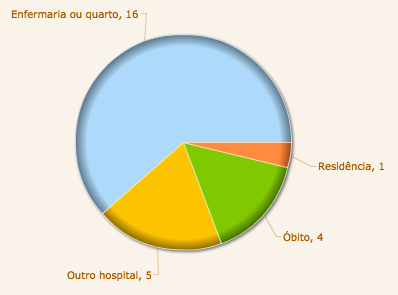 Enfermaria ou quarto, 16
Residência, 1
Óbito, 4
Outro hospital, 5